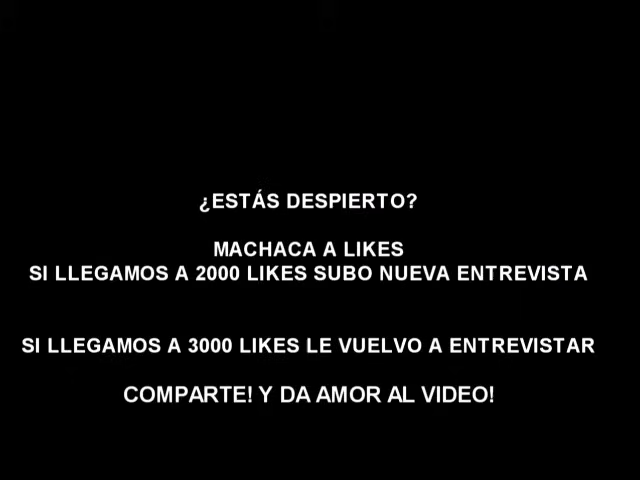 ¿ESTÁS DESPIERTO?
MACHACA A LIKES
SI LLEGAMOS A 2000 LIKES SUBO NUEVA ENTREVISTA
SI LLEGAMOS A 3000 LIKES LE VUELVO A ENTREVISTAR
COMPARTE! Y DA AMOR AL VIDEO!